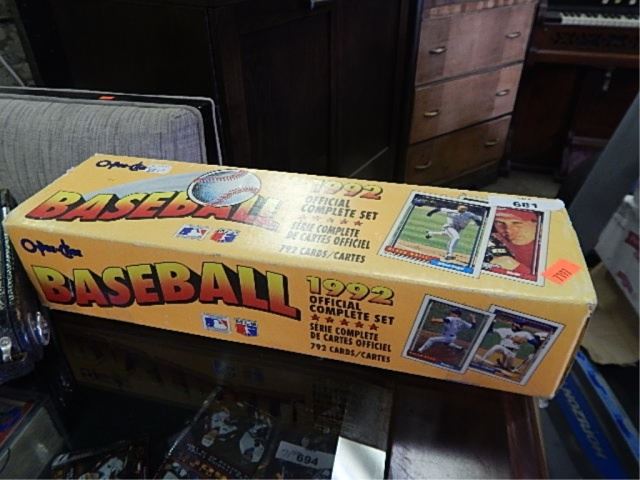 O-Pee-Chee
BASEBALL
1992
OFFICIAL
COMPLETE SET
SÉRIE COMPLETE
DE CARTES OFFICIEL
792 CARDS/CARTES
681
O-Pee-Chee
BASEBALL
1992
OFFICIAL
COMPLETE SET
SÉRIE COMPLETE
DE CARTES OFFICIEL
792 CARDS/CARTES
694